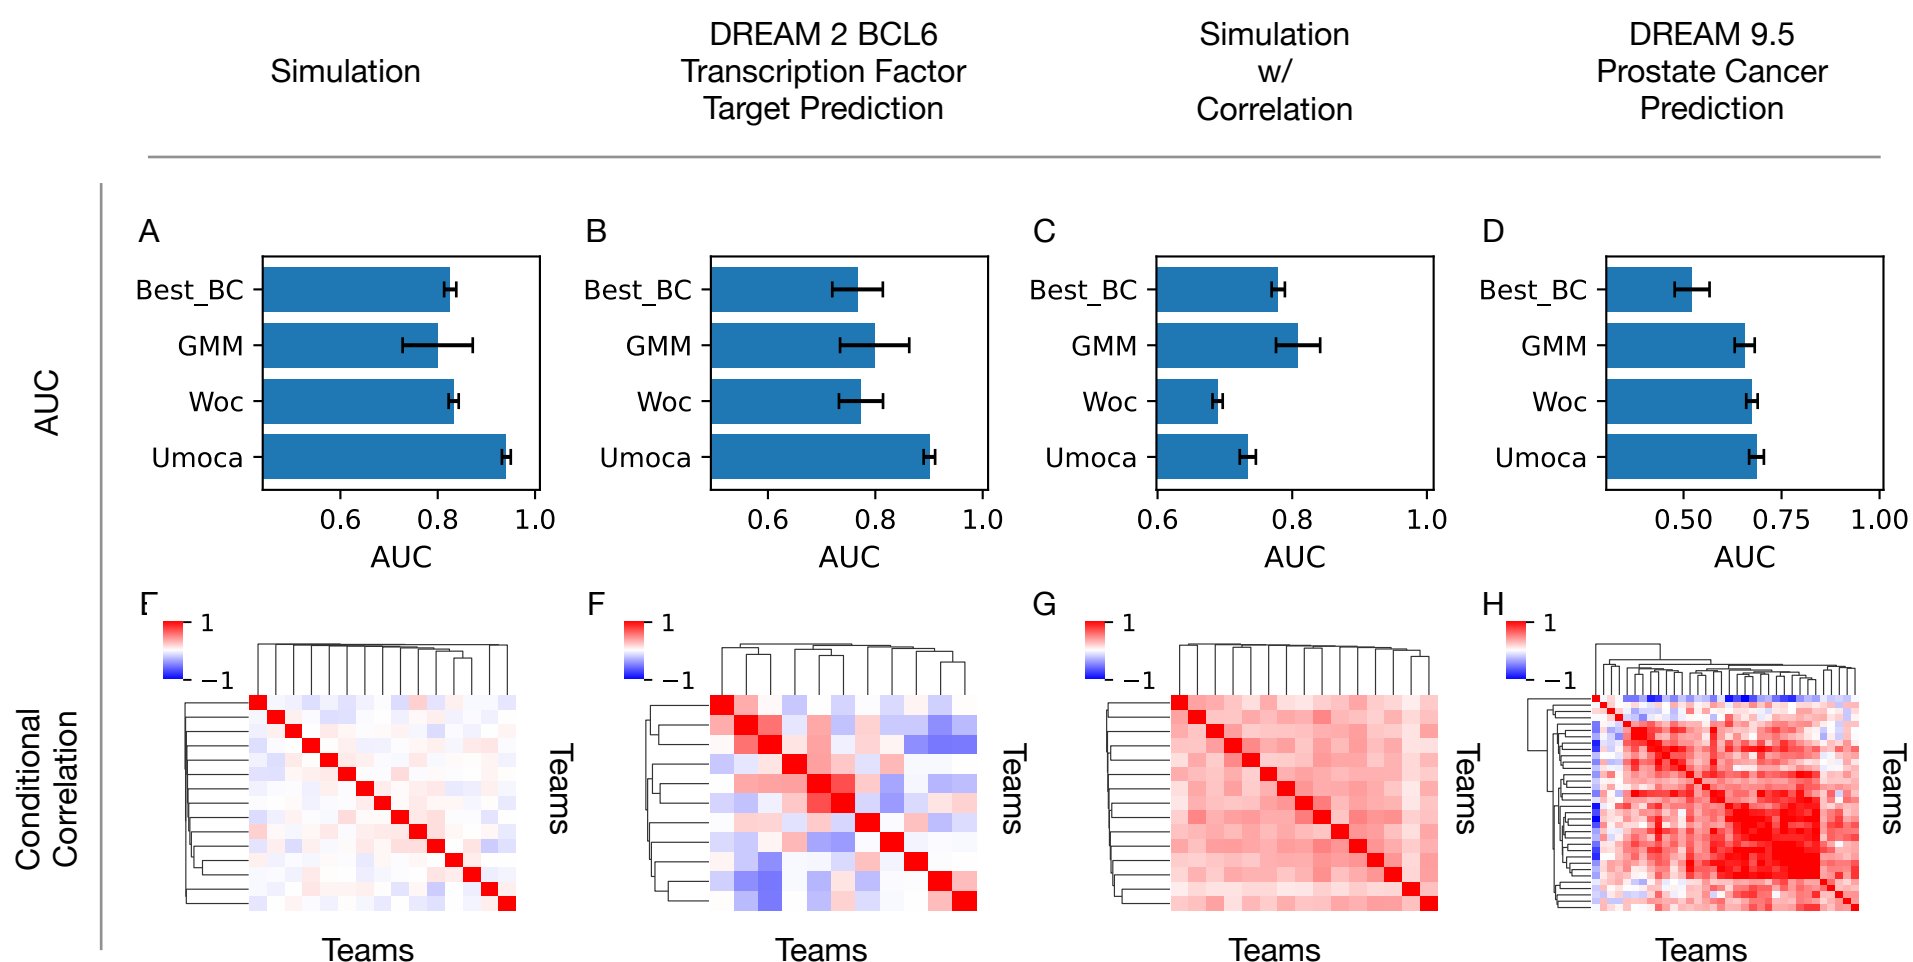 Simulation
DREAM 2 BCL6
Transcription Factor
Target Prediction
Simulation
w/
Correlation
DREAM 9.5
Prostate Cancer
Prediction
AUC
A
Best_BC
GMM
Woc
Umoca
0.6 0.8 1.0
AUC
B
Best_BC
GMM
Woc
Umoca
0.6 0.8 1.0
AUC
C
Best_BC
GMM
Woc
Umoca
0.6 0.8 1.0
AUC
D
Best_BC
GMM
Woc
Umoca
0.50 0.75 1.00
AUC
Conditional
Correlation
E
1
−1
Teams
Teams
F
1
−1
Teams
Teams
G
1
−1
Teams
Teams
H
1
−1
Teams
Teams